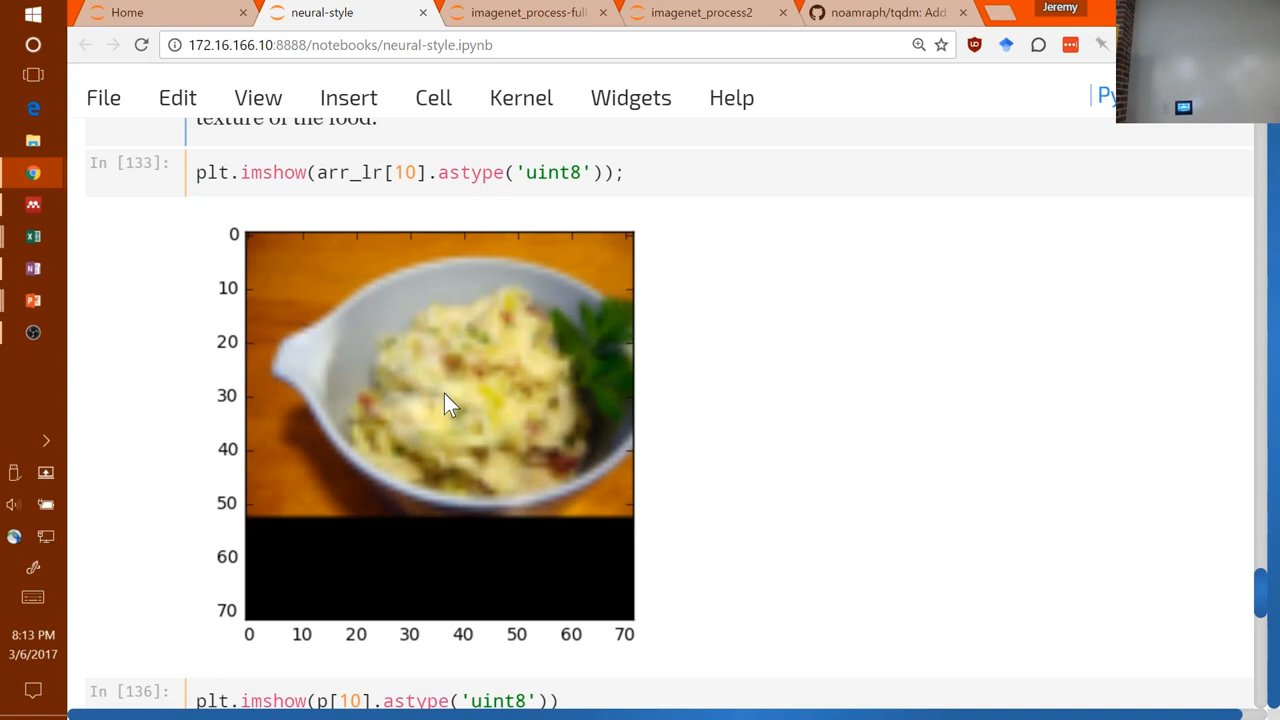 Home
neural-style
imagenet_process-full
imagenet_process2
noamraph/tqdm: Add
Jeremy
172.16.166.10:8888/notebooks/neural-style.ipynb
File Edit View Insert Cell Kernel Widgets Help
Py
texture of the food.
In [133]:
plt.imshow(arr_lr[10].astype('uint8'));
0
10
20
30
40
50
60
70
0 10 20 30 40 50 60 70
In [136]:
plt.imshow(p[10].astype('uint8'))
8:13 PM
3/6/2017